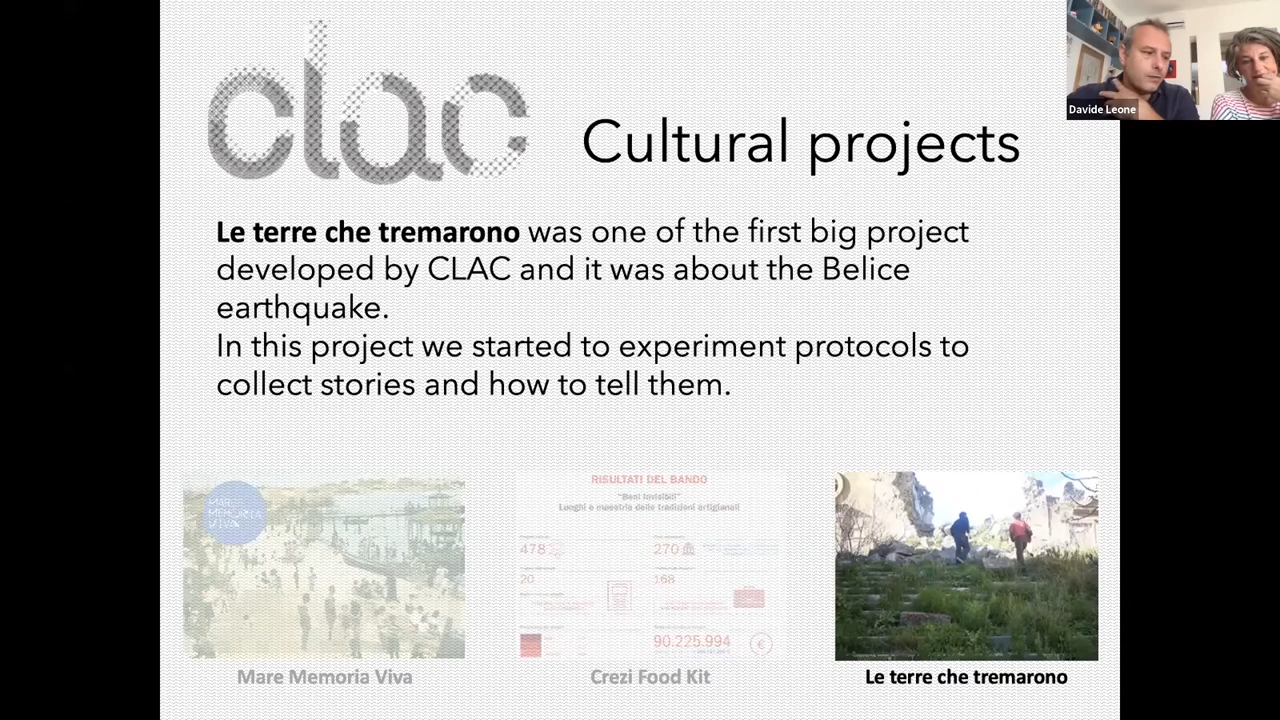 clac
Cultural projects
Davide Leone
Le terre che tremarono was one of the first big project
developed by CLAC and it was about the Belice
earthquake.
In this project we started to experiment protocols to
collect stories and how to tell them.
MARE
MEMORIA
VIVA
RISULTATI DEL BANDO
"Beni Invisibili"
Luoghi e maestria delle tradizioni artigianali
478
270
20
168
90.225.994
€
Mare Memoria Viva
Crezi Food Kit
Le terre che tremarono